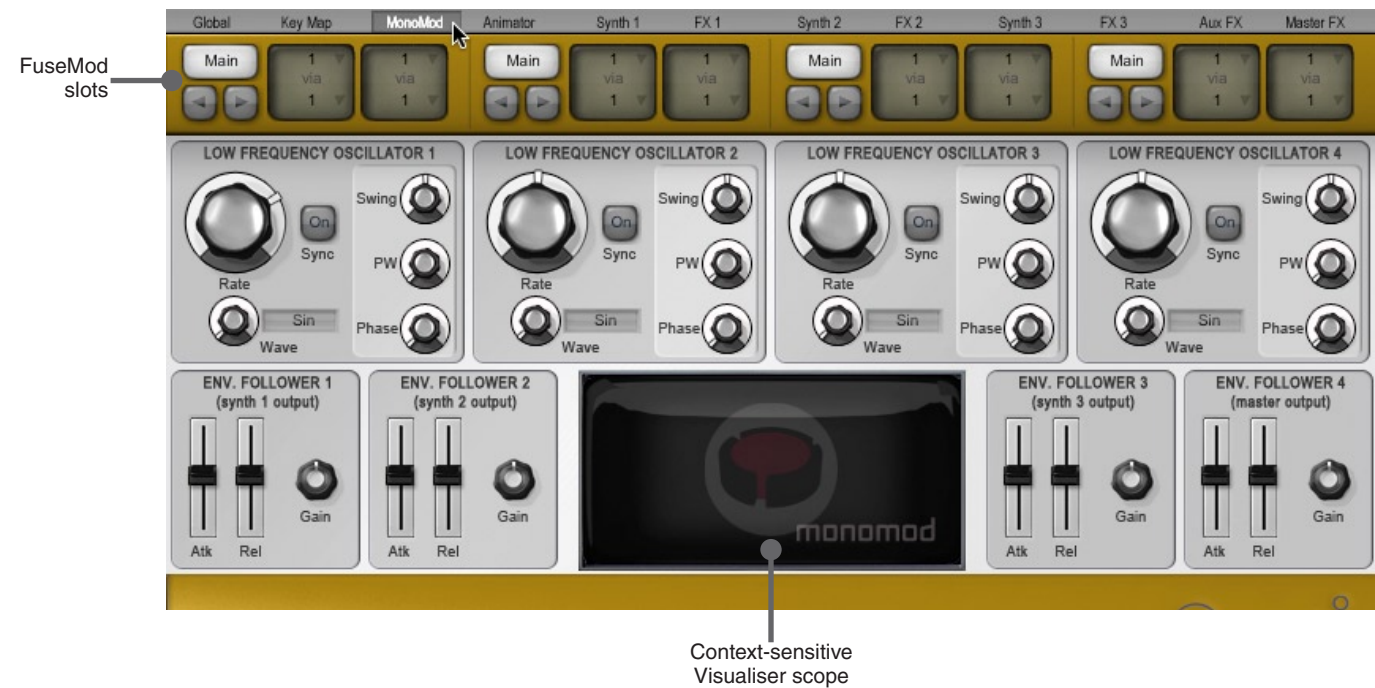 Global Key Map MonoMod Animator Synth 1 FX 1 Synth 2 FX 2 Synth 3 FX 3 Aux FX Master FX
FuseMod
slots
Main 1 via 1 1 via 1 Main 1 via 1 1 via 1 Main 1 via 1 1 via 1 Main 1 via 1 1 via 1
LOW FREQUENCY OSCILLATOR 1
Swing
On
Sync
PW
Rate
Sin
Wave
Phase
LOW FREQUENCY OSCILLATOR 2
Swing
On
Sync
PW
Rate
Sin
Wave
Phase
LOW FREQUENCY OSCILLATOR 3
Swing
On
Sync
PW
Rate
Sin
Wave
Phase
LOW FREQUENCY OSCILLATOR 4
Swing
On
Sync
PW
Rate
Sin
Wave
Phase
ENV. FOLLOWER 1
(synth 1 output)
Gain
Atk Rel
ENV. FOLLOWER 2
(synth 2 output)
Gain
Atk Rel
monomod
ENV. FOLLOWER 3
(synth 3 output)
Gain
Atk Rel
ENV. FOLLOWER 4
(master output)
Gain
Atk Rel
Context-sensitive
Visualiser scope